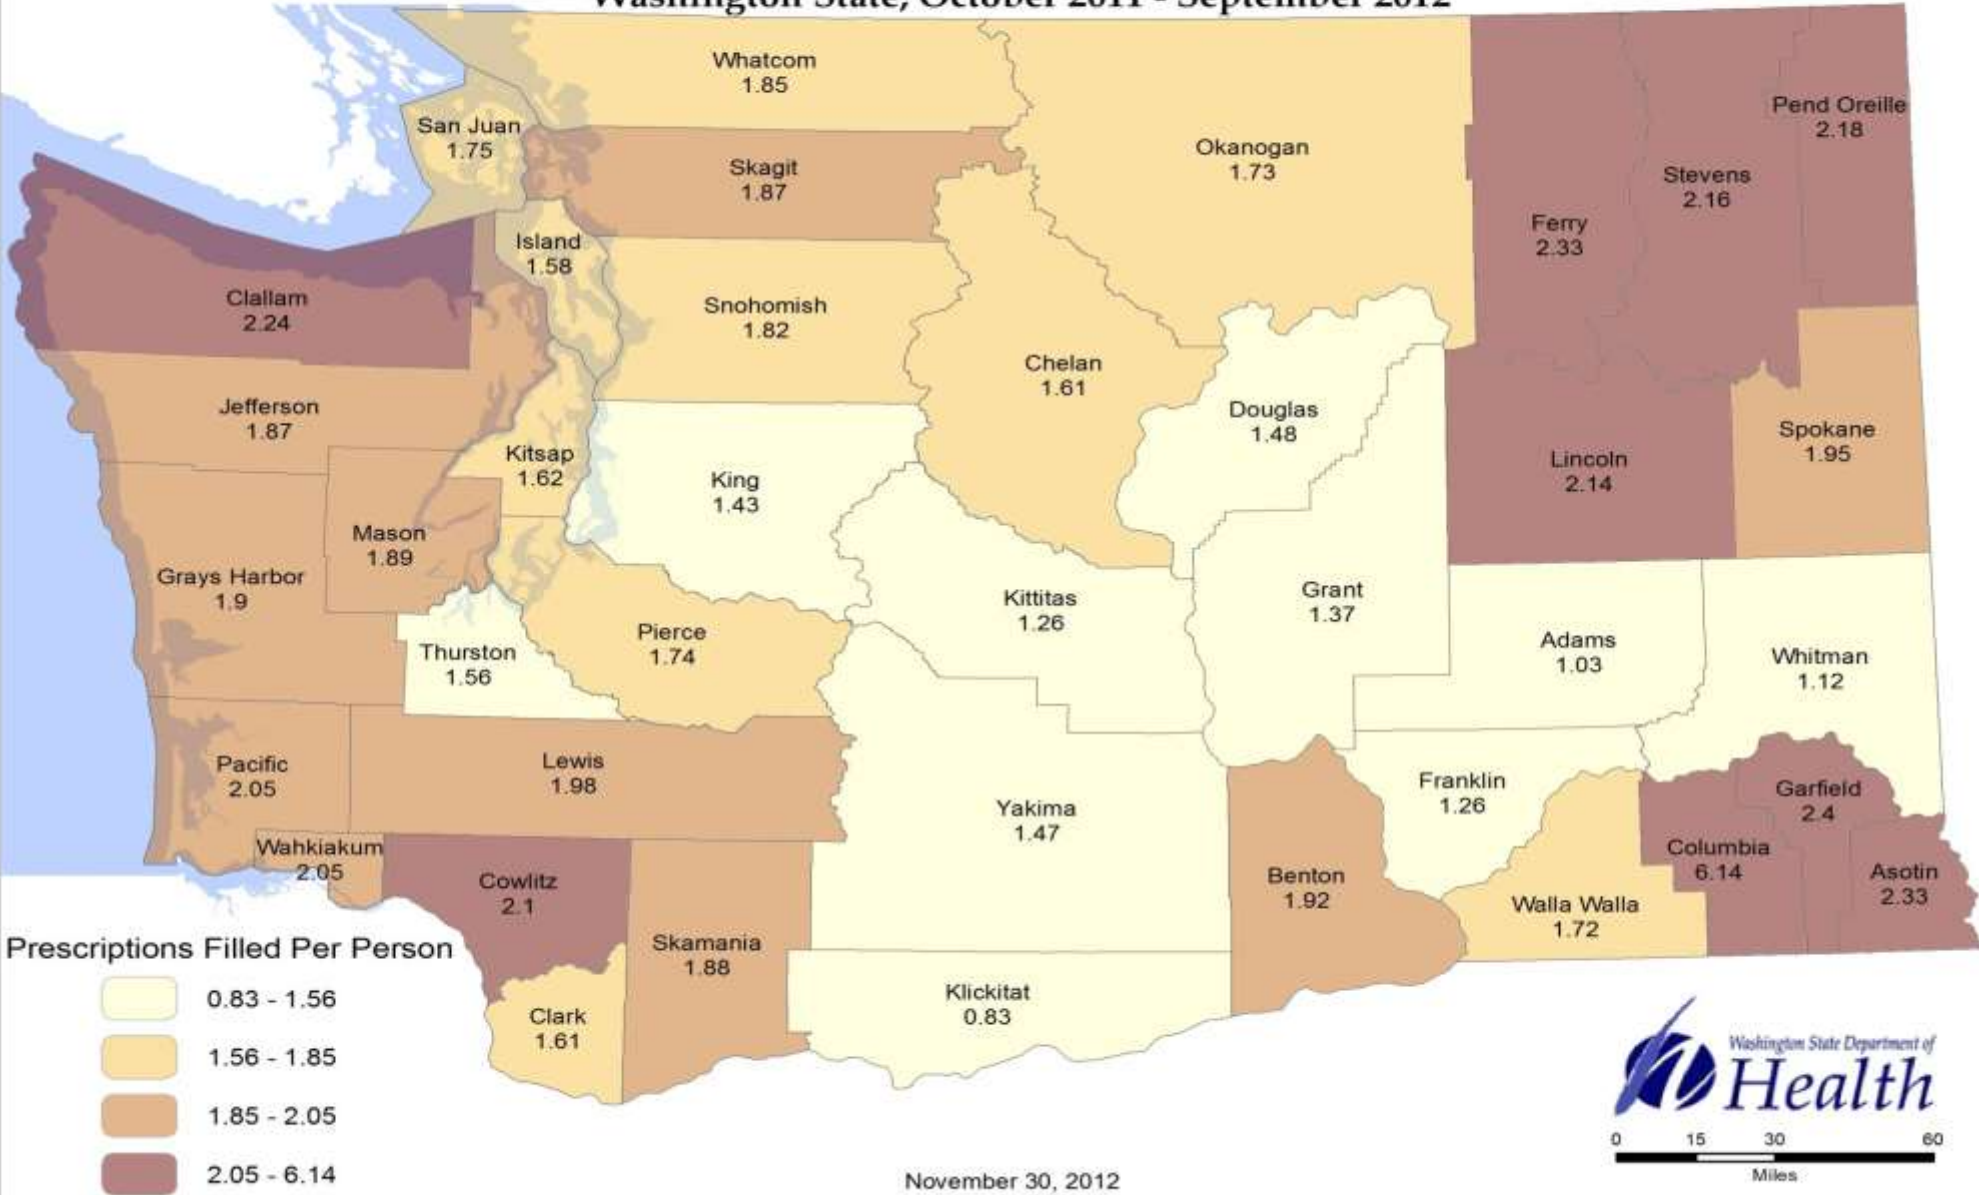 Washington State, October 2011 - September 2012
Whatcom
1.85
San Juan
1.75
Skagit
1.87
Okanogan
1.73
Pend Oreille
2.18
Stevens
2.16
Ferry
2.33
Island
1.58
Clallam
2.24
Snohomish
1.82
Chelan
1.61
Jefferson
1.87
Douglas
1.48
Kitsap
1.62
King
1.43
Lincoln
2.14
Spokane
1.95
Mason
1.89
Grays Harbor
1.9
Kittitas
1.26
Grant
1.37
Pierce
1.74
Thurston
1.56
Adams
1.03
Whitman
1.12
Pacific
2.05
Lewis
1.98
Yakima
1.47
Franklin
1.26
Garfield
2.4
Wahkiakum
2.05
Cowlitz
2.1
Benton
1.92
Columbia
6.14
Asotin
2.33
Walla Walla
1.72
Skamania
1.88
Klickitat
0.83
Clark
1.61
Prescriptions Filled Per Person
0.83 - 1.56
1.56 - 1.85
1.85 - 2.05
2.05 - 6.14
November 30, 2012
Washington State Department of
Health
0 15 30 60
Miles